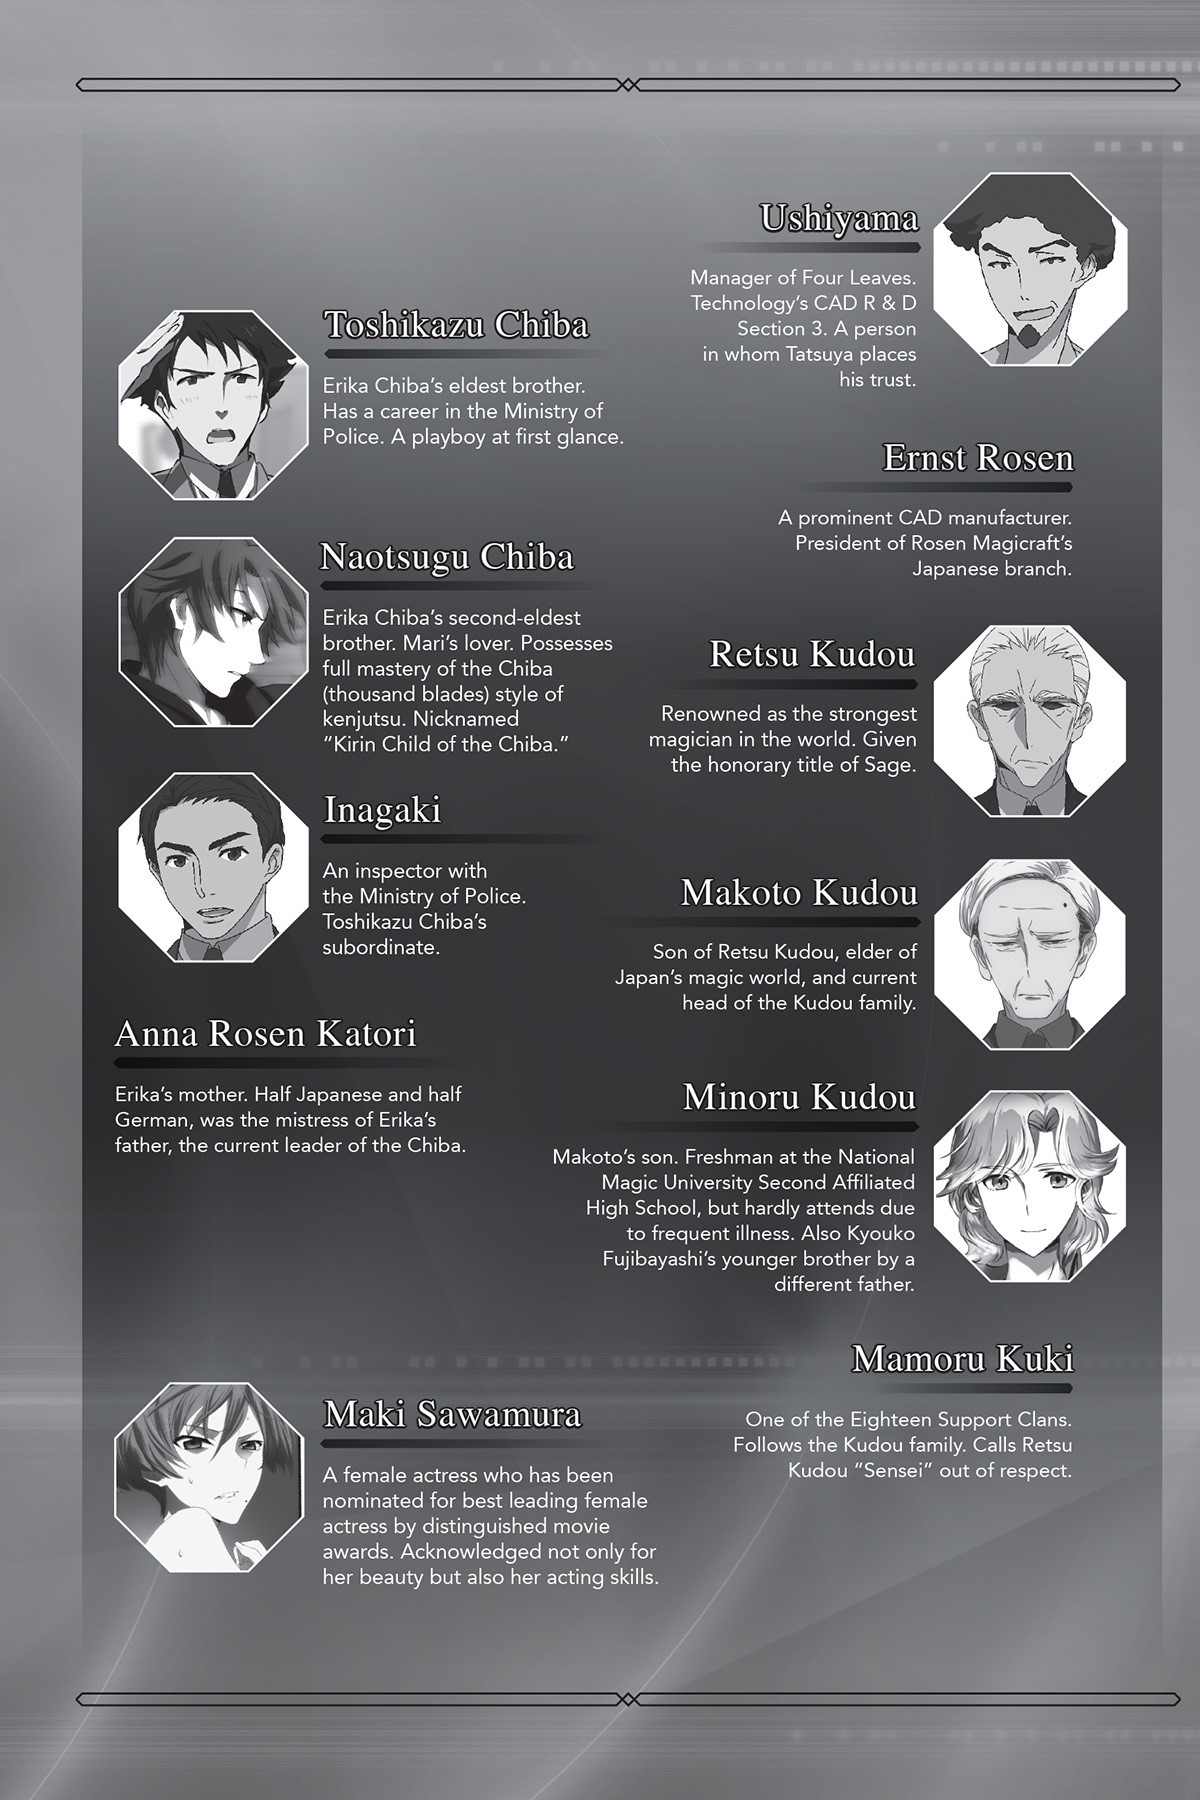 Toshikazu Chiba
Erika Chiba's eldest brother.
Has a career in the Ministry of
Police. A playboy at first glance.
Naotsugu Chiba
Erika Chiba's second-eldest
brother. Mari's lover. Possesses
full mastery of the Chiba
(thousand blades) style of
kenjutsu. Nicknamed
“Kirin Child of the Chiba.”
Inagaki
An inspector with
the Ministry of Police.
Toshikazu Chiba's
subordinate.
Anna Rosen Katori
Erika's mother. Half Japanese and half
German, was the mistress of Erika's
father, the current leader of the Chiba.
Maki Sawamura
A female actress who has been
nominated for best leading female
actress by distinguished movie
awards. Acknowledged not only for
her beauty but also her acting skills.
Ushiyama
Manager of Four Leaves.
Technology's CAD R & D
Section 3. A person
in whom Tatsuya places
his trust.
Ernst Rosen
A prominent CAD manufacturer.
President of Rosen Magicraft's
Japanese branch.
Retsu Kudou
Renowned as the strongest
magician in the world. Given
the honorary title of Sage.
Makoto Kudou
Son of Retsu Kudou, elder of
Japan's magic world, and current
head of the Kudou family.
Minoru Kudou
Makoto's son. Freshman at the National
Magic University Second Affiliated
High School, but hardly attends due
to frequent illness. Also Kyouko
Fujibayashi's younger brother by a
different father.
Mamoru Kuki
One of the Eighteen Support Clans.
Follows the Kudou family. Calls Retsu
Kudou “Sensei” out of respect.